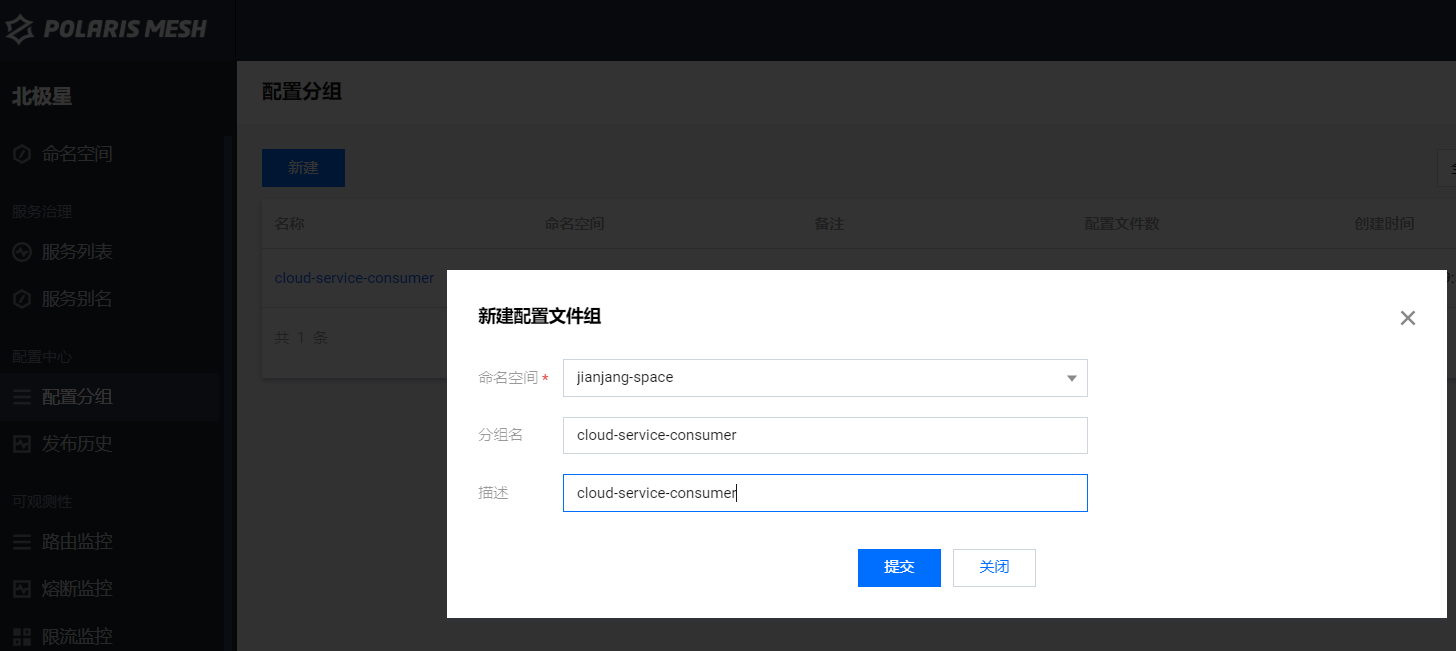 POLARIS MESH
北极星
命名空间
服务治理
服务列表
服务别名
配置中心
配置分组
发布历史
可观测性
路由监控
熔断监控
限流监控
配置分组
新建
名称 命名空间 备注 配置文件数 创建时间
cloud-service-consumer
共 1 条
新建配置文件组
命名空间 * jianjang-space
分组名 cloud-service-consumer
描述 cloud-service-consumer
提交 关闭